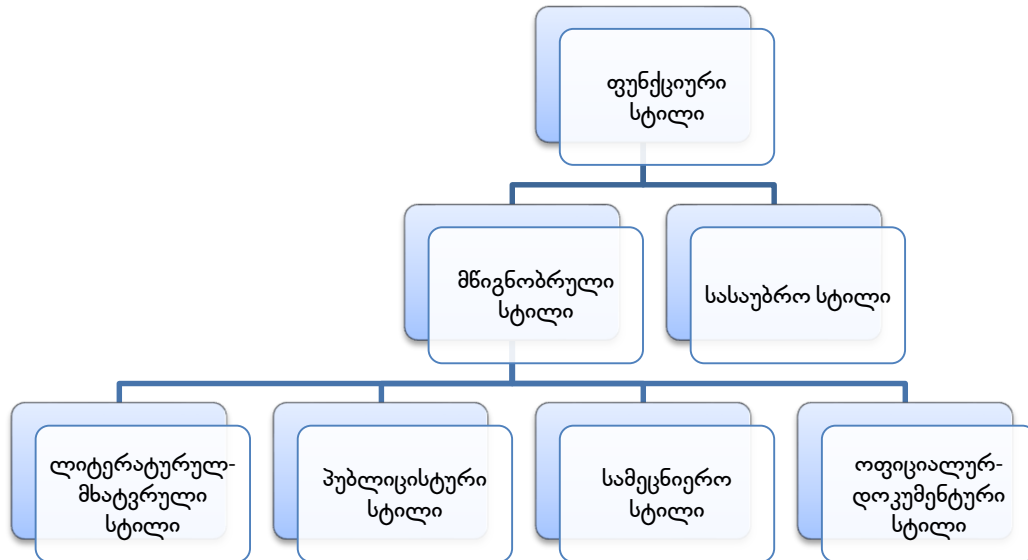 ფუნქციური
სტილი
მწიგნობრული
სტილი
სასაუბრო სტილი
ლიტერატურულ-
მხატვრული
სტილი
პუბლიცისტური
სტილი
სამეცნიერო
სტილი
ოფიციალურ-
დოკუმენტური
სტილი